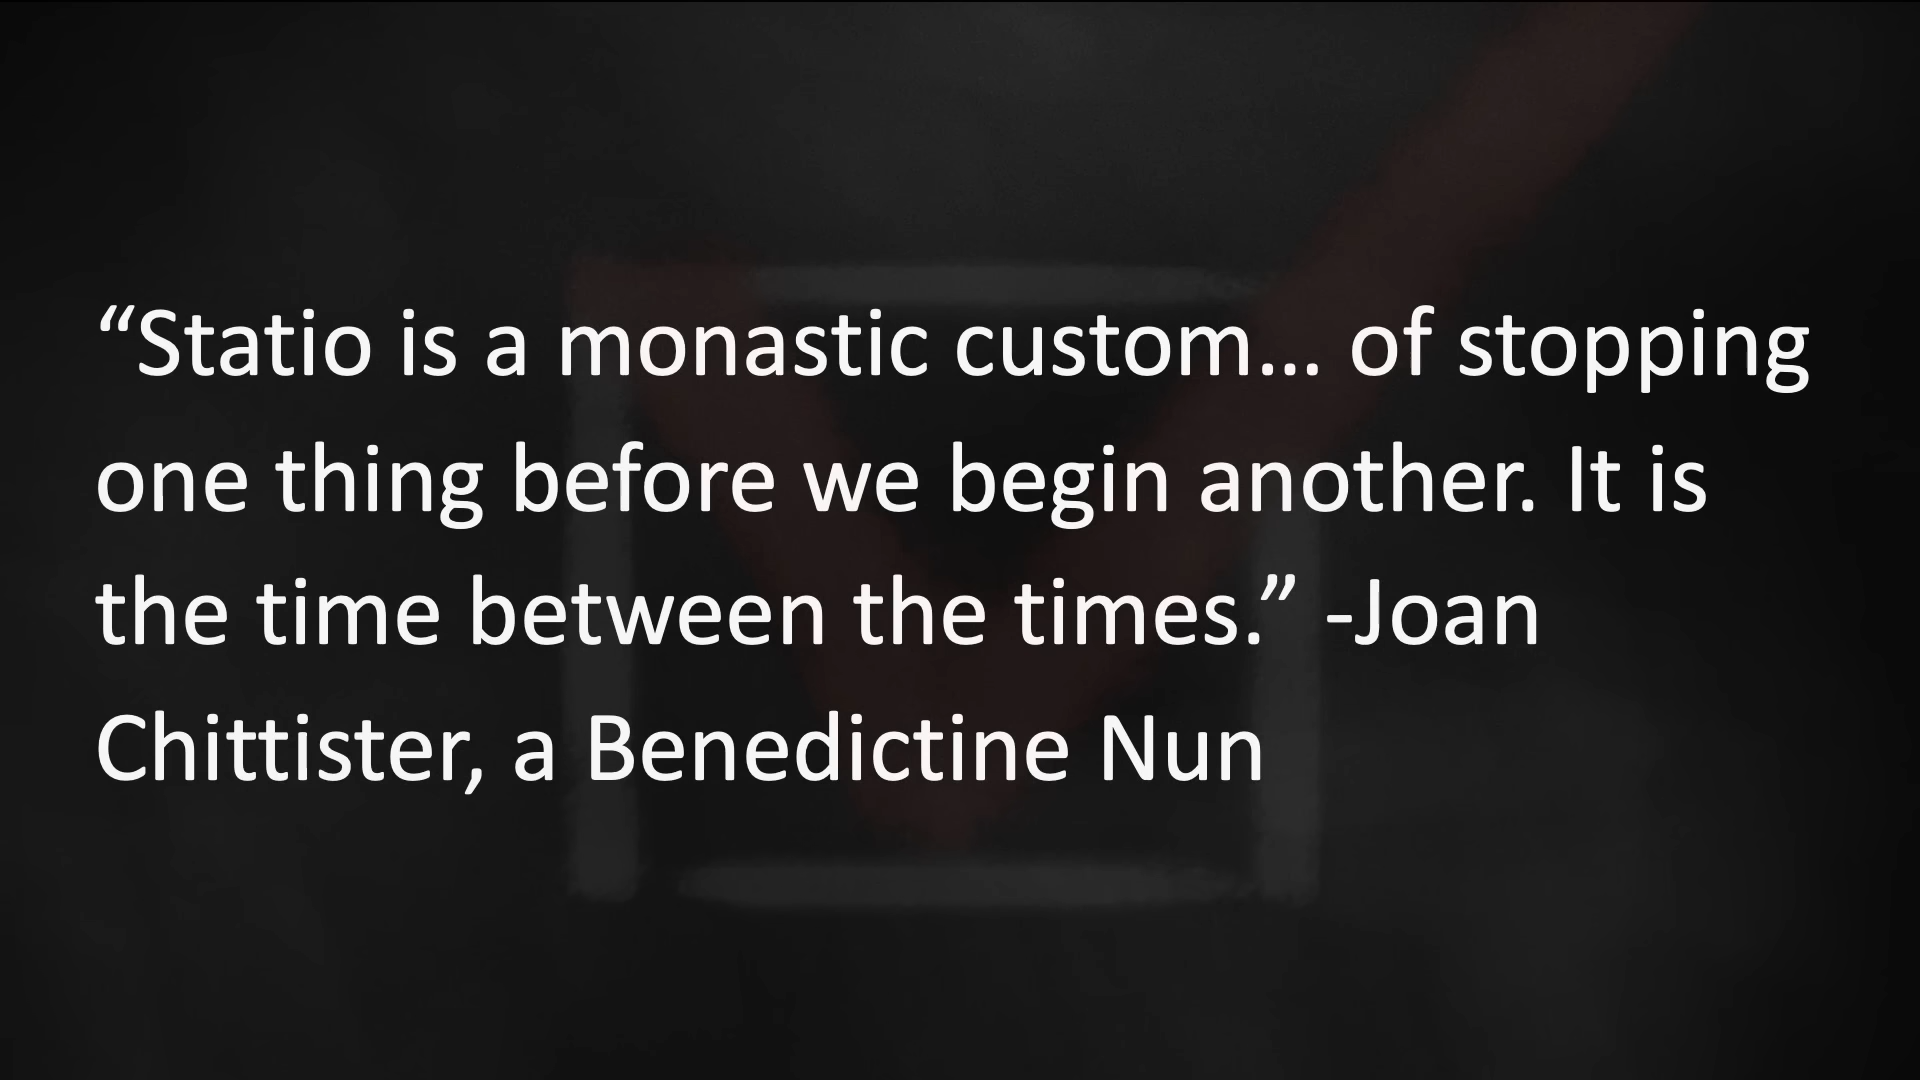 “Statio is a monastic custom… of stopping
one thing before we begin another. It is
the time between the times.” -Joan
Chittister, a Benedictine Nun